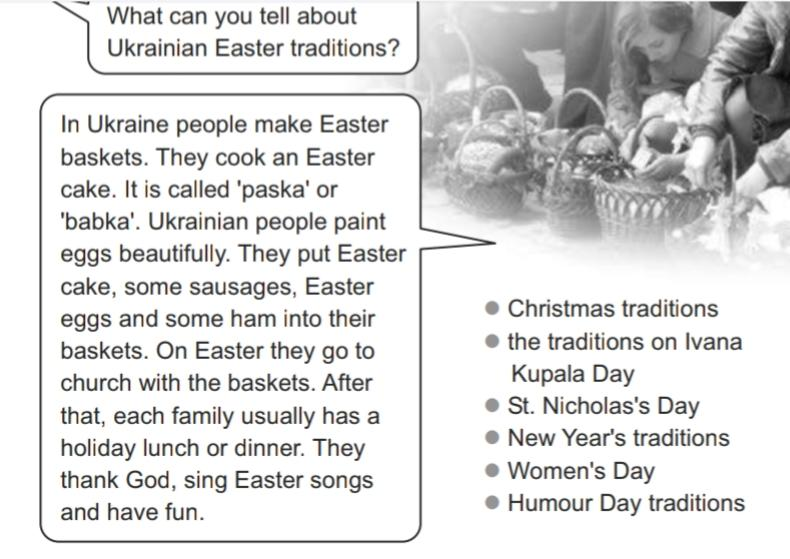 What can you tell about
Ukrainian Easter traditions?
In Ukraine people make Easter
baskets. They cook an Easter
cake. It is called 'paska' or
'babka'. Ukrainian people paint
eggs beautifully. They put Easter
cake, some sausages, Easter
eggs and some ham into their
baskets. On Easter they go to
church with the baskets. After
that, each family usually has a
holiday lunch or dinner. They
thank God, sing Easter songs
and have fun.
● Christmas traditions
● the traditions on Ivana
Kupala Day
● St. Nicholas's Day
● New Year's traditions
● Women's Day
● Humour Day traditions